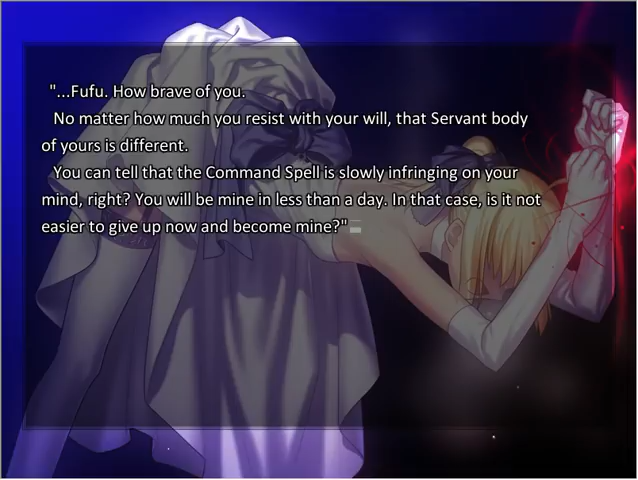 "...Fufu. How brave of you.
No matter how much you resist with your will, that Servant body
of yours is different.
You can tell that the Command Spell is slowly infringing on your
mind, right? You will be mine in less than a day. In that case, is it not
easier to give up now and become mine?"